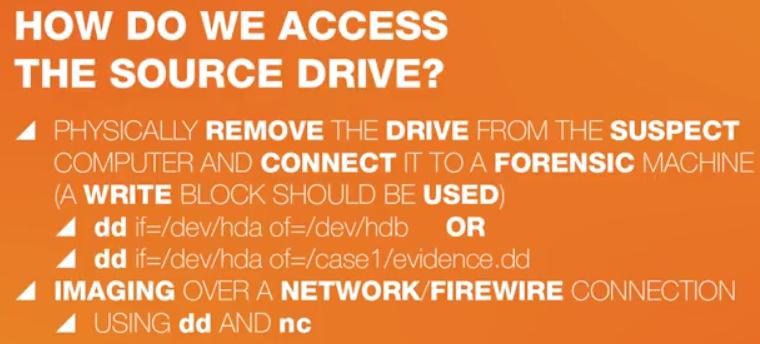 HOW DO WE ACCESS
THE SOURCE DRIVE?
PHYSICALLY REMOVE THE DRIVE FROM THE SUSPECT
COMPUTER AND CONNECT IT TO A FORENSIC MACHINE
(A WRITE BLOCK SHOULD BE USED)
dd if=/dev/hda of=/dev/hdb OR
dd if=/dev/hda of=/case1/evidence.dd
IMAGING OVER A NETWORK/FIREWIRE CONNECTION
USING dd AND nc